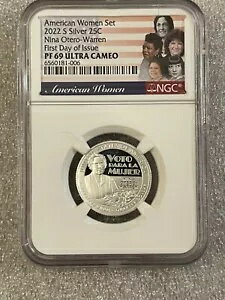 American Women Set
2022 S Silver 25C
Nina Otero-Warren
First Day of Issue
PF 69 ULTRA CAMEO
6560181-006
American Women
NGC
VOTO
PARA LA
MUJER